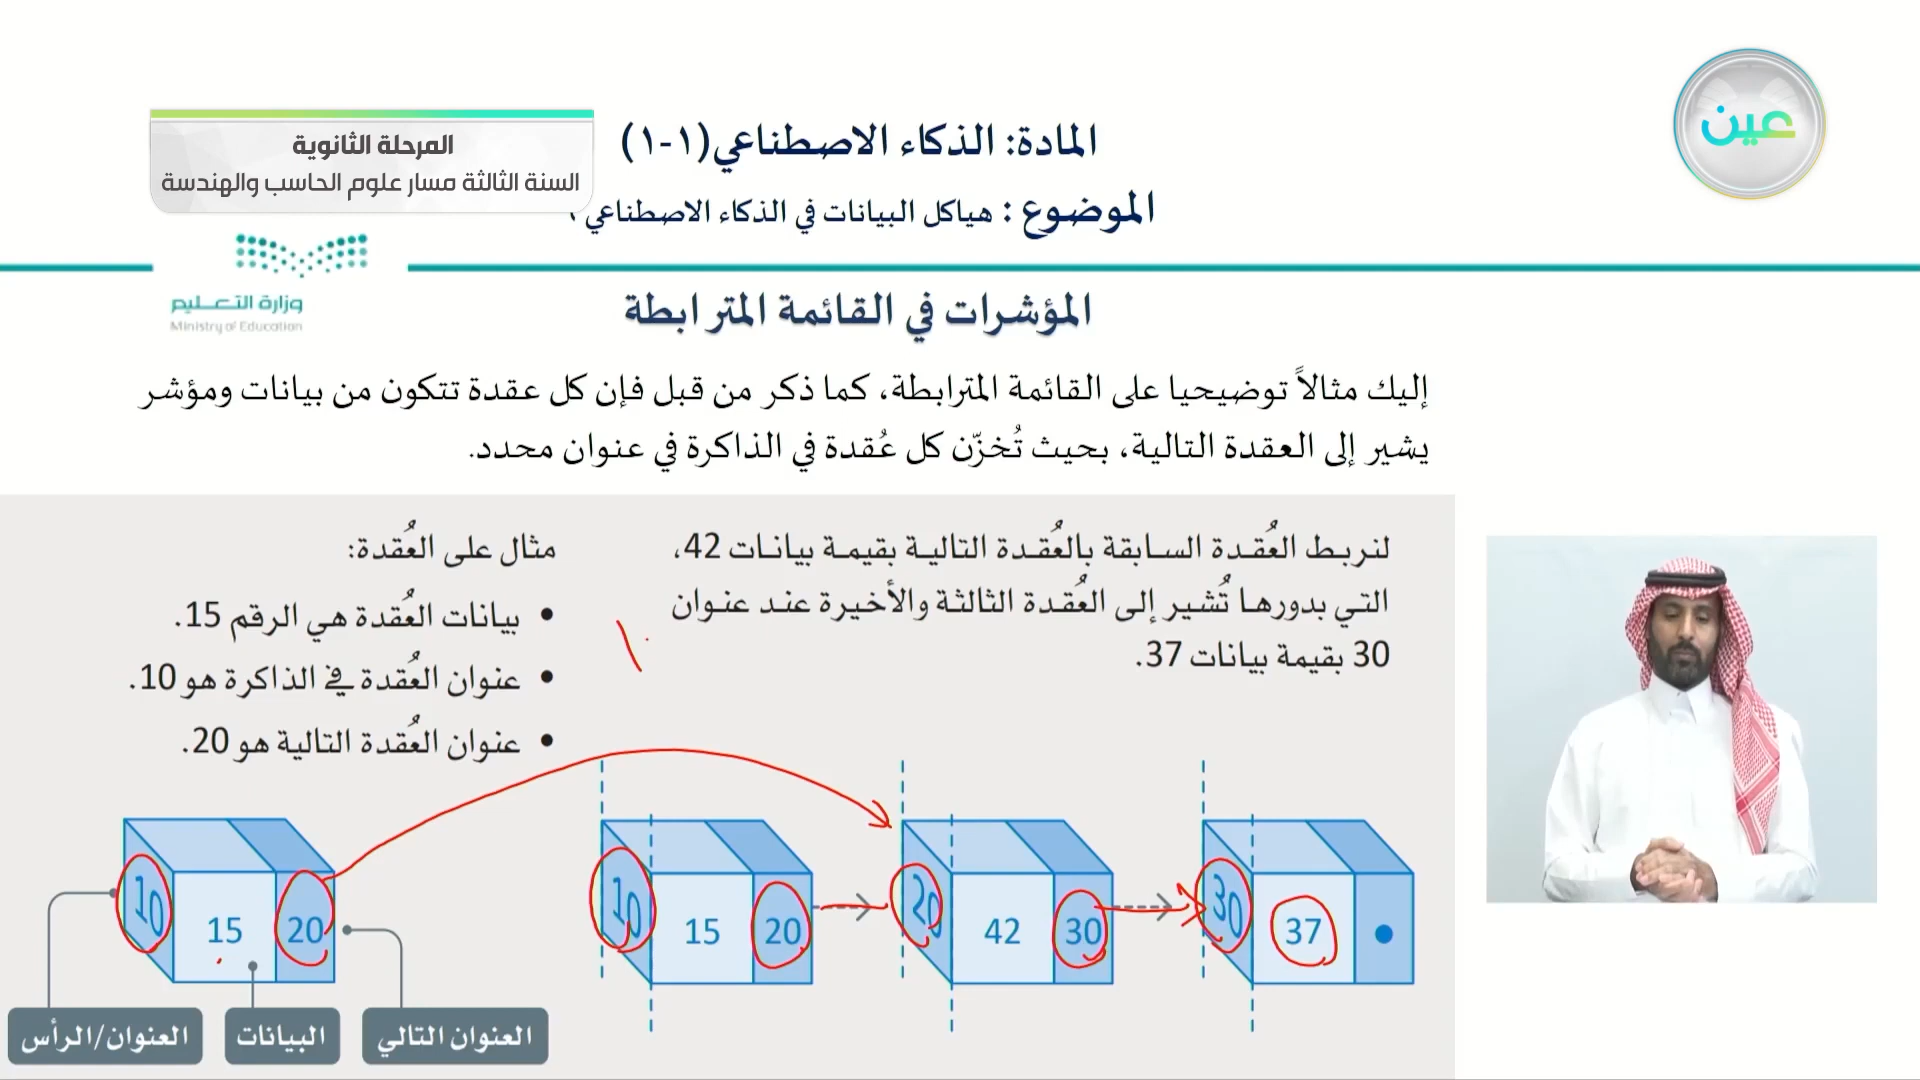 عين
المرحلة الثانوية
السنة الثالثة مسار علوم الحاسب والهندسة
المادة: الذكاء الاصطناعي(١-١)
الموضوع : هياكل البيانات في الذكاء الاصطناعي
وزارة التعليم
Ministry of Education
المؤشرات في القائمة المترابطة
إليك مثالاً توضيحيا على القائمة المترابطة، كما ذكر من قبل فإن كل عقدة تتكون من بيانات ومؤشر
يشير إلى العقدة التالية، بحيث تُخزّن كل عُقدة في الذاكرة في عنوان محدد.
لنربط العُقدة السابقة بالعُقدة التالية بقيمة بيانات 42،
التي بدورها تُشير إلى العُقدة الثالثة والأخيرة عند عنوان
30 بقيمة بيانات 37.
مثال على العُقدة:
• بيانات العُقدة هي الرقم 15.
• عنوان العُقدة في الذاكرة هو 10.
• عنوان العُقدة التالية هو 20.
10 15 20
10 15 20
20 42 30
30 37
العنوان/الرأس
البيانات
العنوان التالي